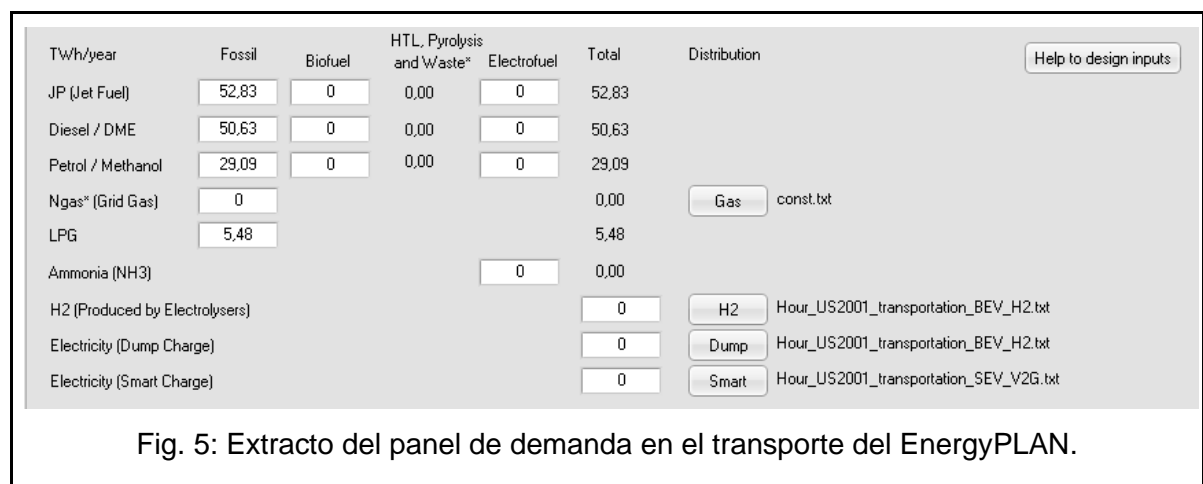 TWh/year Fossil Biofuel HTL, Pyrolysis and Waste* Electrofuel Total Distribution Help to design inputs
JP (Jet Fuel) 52,83 0 0,00 0 52,83
Diesel / DME 50,63 0 0,00 0 50,63
Petrol / Methanol 29,09 0 0,00 0 29,09
Ngas* (Grid Gas) 0 0,00 Gas const.txt
LPG 5,48 5,48
Ammonia (NH3) 0 0,00
H2 (Produced by Electrolysers) 0 H2 Hour_US2001_transportation_BEV_H2.txt
Electricity (Dump Charge) 0 Dump Hour_US2001_transportation_BEV_H2.txt
Electricity (Smart Charge) 0 Smart Hour_US2001_transportation_SEV_V2G.txt
Fig. 5: Extracto del panel de demanda en el transporte del EnergyPLAN.